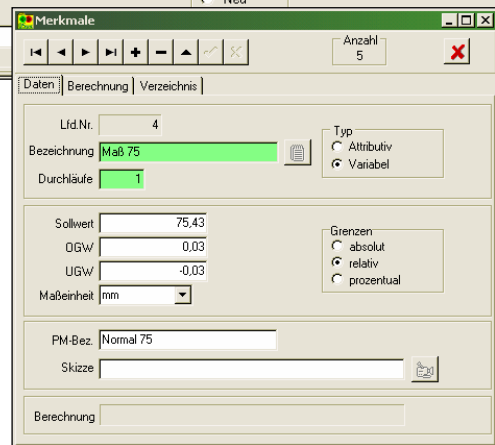 Neu
Merkmale
Anzahl
5
Daten Berechnung Verzeichnis
Lfd.Nr. 4
Typ
Attributiv
Bezeichnung Maß 75
Variabel
Durchläufe 1
Sollwert 75,43
Grenzen
OGW 0,03
absolut
UGW -0,03
relativ
Maßeinheit mm
prozentual
PM-Bez. Normal 75
Skizze
Berechnung